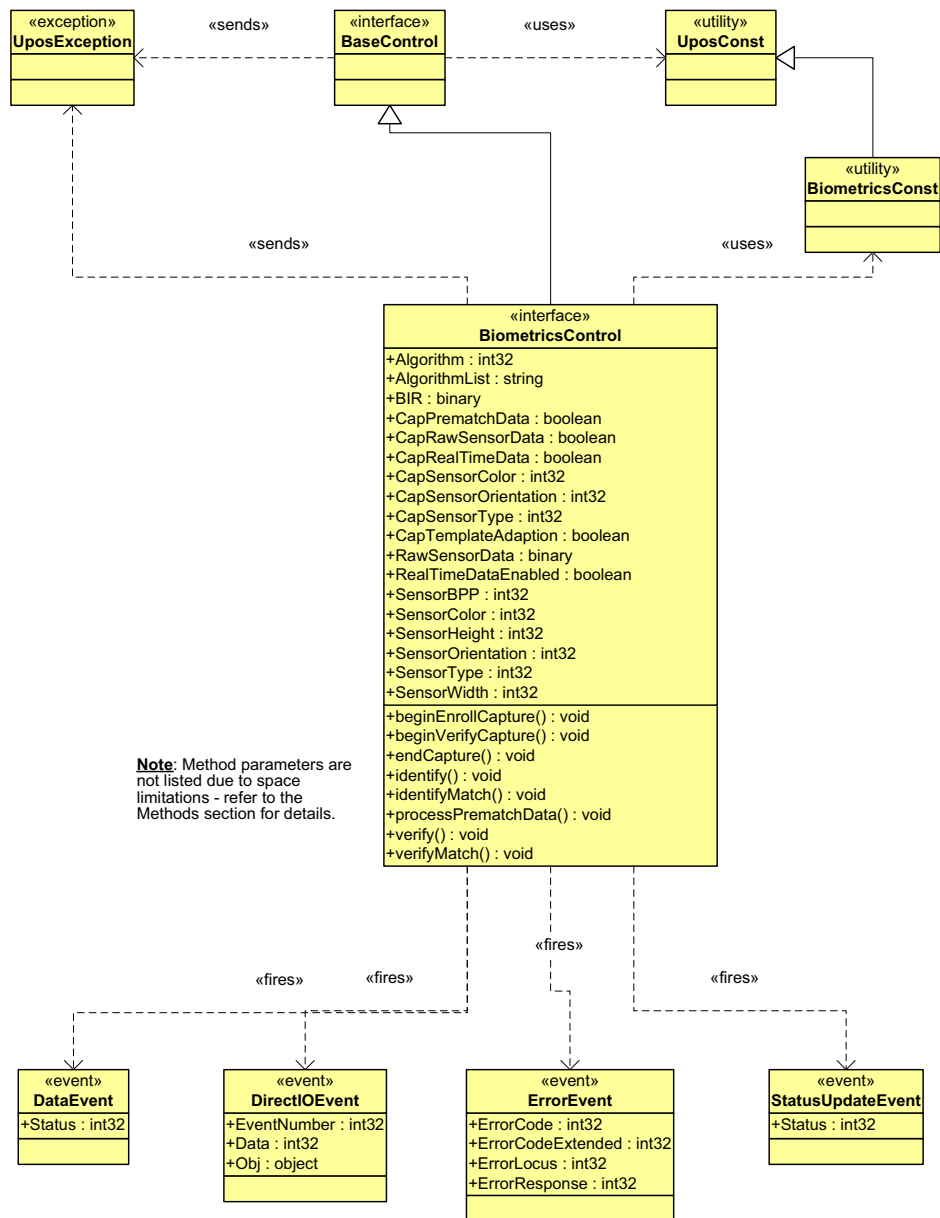 «exception»
UposException
«sends»
«interface»
BaseControl
«uses»
«utility»
UposConst
«utility»
BiometricsConst
«sends»
«uses»
«interface»
BiometricsControl
+Algorithm : int32
+AlgorithmList : string
+BIR : binary
+CapPrematchData : boolean
+CapRawSensorData : boolean
+CapRealTimeData : boolean
+CapSensorColor : int32
+CapSensorOrientation : int32
+CapSensorType : int32
+CapTemplateAdaption : boolean
+RawSensorData : binary
+RealTimeDataEnabled : boolean
+SensorBPP : int32
+SensorColor : int32
+SensorHeight : int32
+SensorOrientation : int32
+SensorType : int32
+SensorWidth : int32
+beginEnrollCapture() : void
+beginVerifyCapture() : void
+endCapture() : void
+identify() : void
+identifyMatch() : void
+processPrematchData() : void
+verify() : void
+verifyMatch() : void
Note: Method parameters are
not listed due to space
limitations - refer to the
Methods section for details.
«fires»
«fires»
«fires»
«fires»
«event»
DataEvent
+Status : int32
«event»
DirectIOEvent
+EventNumber : int32
+Data : int32
+Obj : object
«event»
ErrorEvent
+ErrorCode : int32
+ErrorCodeExtended : int32
+ErrorLocus : int32
+ErrorResponse : int32
«event»
StatusUpdateEvent
+Status : int32